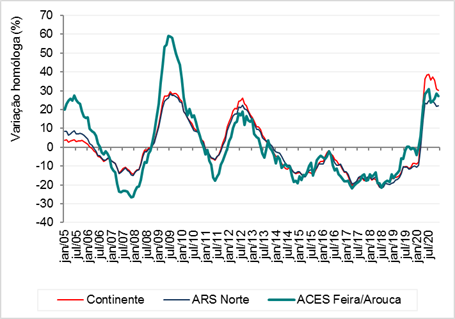 Variação homóloga (%)
70
60
50
40
30
20
10
0
-10
-20
-30
-40
jan/05
jul/05
jan/06
jul/06
jan/07
jul/07
jan/08
jul/08
jan/09
jul/09
jan/10
jul/10
jan/11
jul/11
jan/12
jul/12
jan/13
jul/13
jan/14
jul/14
jan/15
jul/15
jan/16
jul/16
jan/17
jul/17
jan/18
jul/18
jan/19
jul/19
jan/20
jul/20
Continente ARS Norte ACES Feira/Arouca